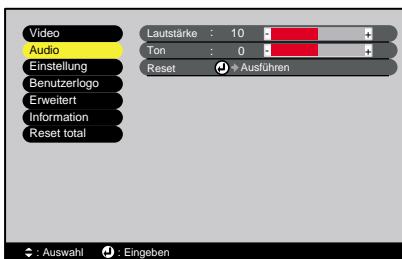 Video
Audio
Einstellung
Benutzerlogo
Erweitert
Information
Reset total
Lautstärke : 10 - +
Ton : 0 - +
Reset Ausführen
: Auswahl : Eingeben